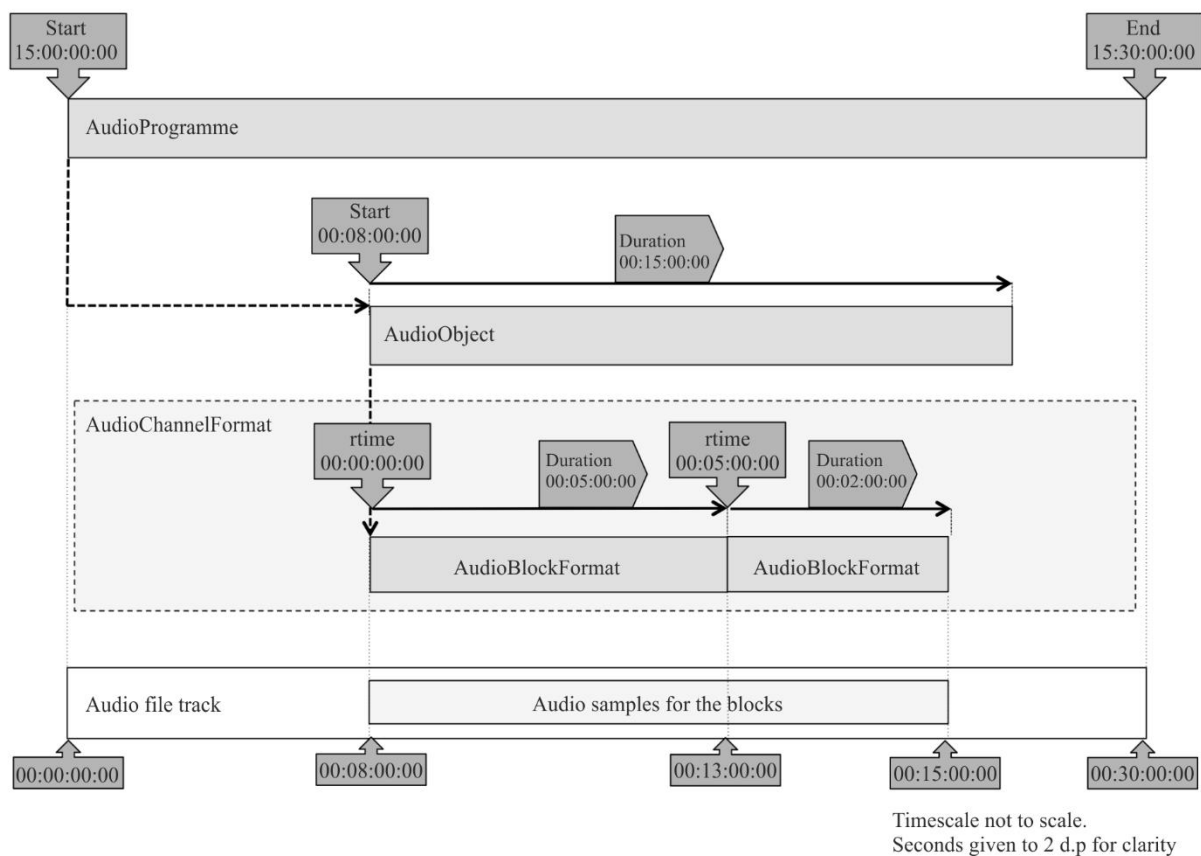 Start
15:00:00:00
End
15:30:00:00
AudioProgramme
Start
00:08:00:00
Duration
00:15:00:00
AudioObject
AudioChannelFormat
rtime
00:00:00:00
Duration
00:05:00:00
rtime
00:05:00:00
Duration
00:02:00:00
AudioBlockFormat
AudioBlockFormat
Audio file track
Audio samples for the blocks
00:00:00:00
00:08:00:00
00:13:00:00
00:15:00:00
00:30:00:00
Timescale not to scale.
Seconds given to 2 d.p for clarity